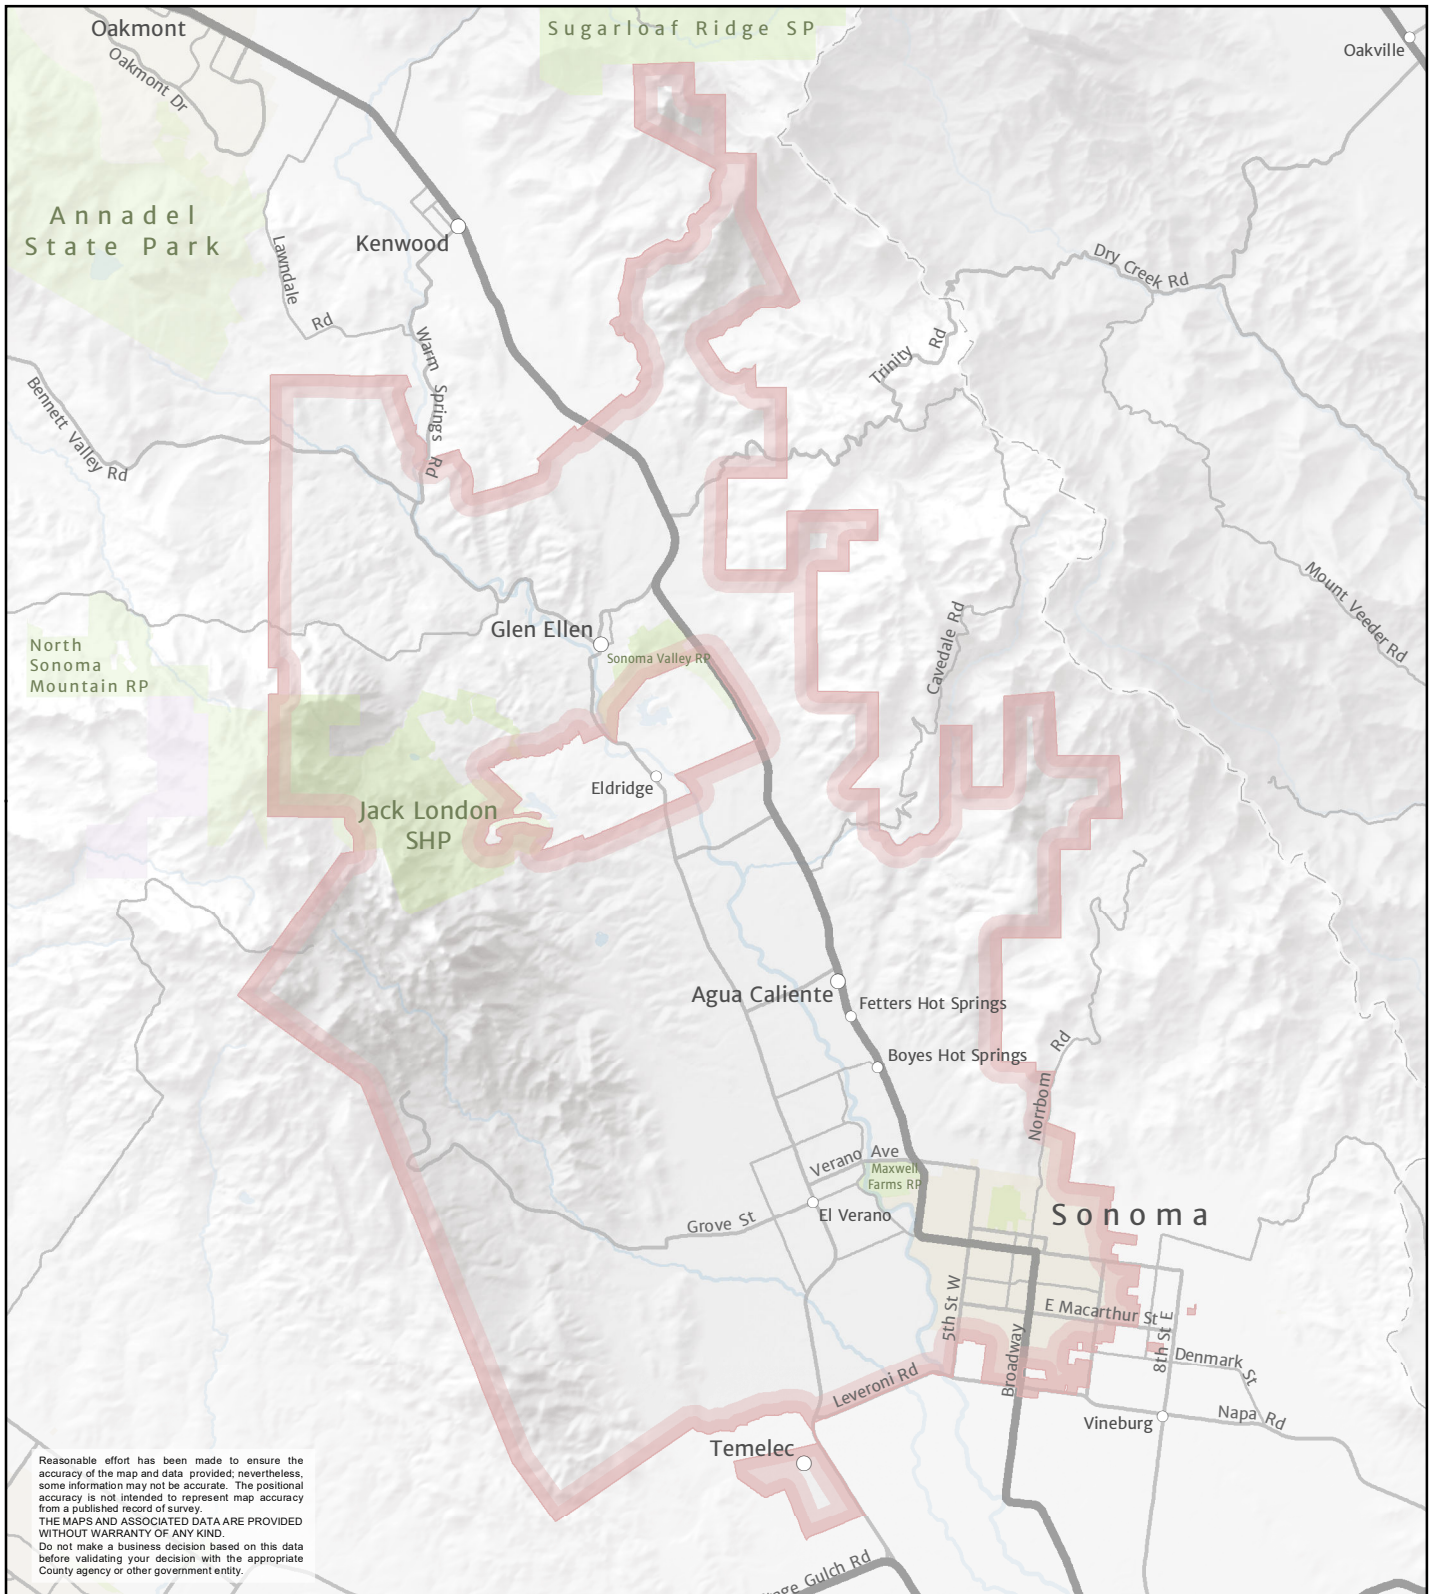 Oakmont
Sugarloaf Ridge SP
Oakville
Oakmont Dr
Annadel
State Park
Kenwood
Lawndale
Rd
Dry Creek Rd
Warm Springs Rd
Trinity Rd
Bennett Valley Rd
Mount Veeder Rd
Glen Ellen
Sonoma Valley RP
Cavedale Rd
North
Sonoma
Mountain RP
Eldridge
Jack London
SHP
Agua Caliente
Fetters Hot Springs
Boyes Hot Springs
Norrbom Rd
Verano Ave
Maxwell
Farms RP
El Verano
Grove St
Sonoma
5th St W
E Macarthur St
8th St E
Broadway
Denmark St
Leveroni Rd
Napa Rd
Vineburg
Temelec
Gulch Rd
Reasonable effort has been made to ensure the
accuracy of the map and data provided; nevertheless,
some information may not be accurate. The positional
accuracy is not intended to represent map accuracy
from a published record of survey.
THE MAPS AND ASSOCIATED DATA ARE PROVIDED
WITHOUT WARRANTY OF ANY KIND.
Do not make a business decision based on this data
before validating your decision with the appropriate
County agency or other government entity.